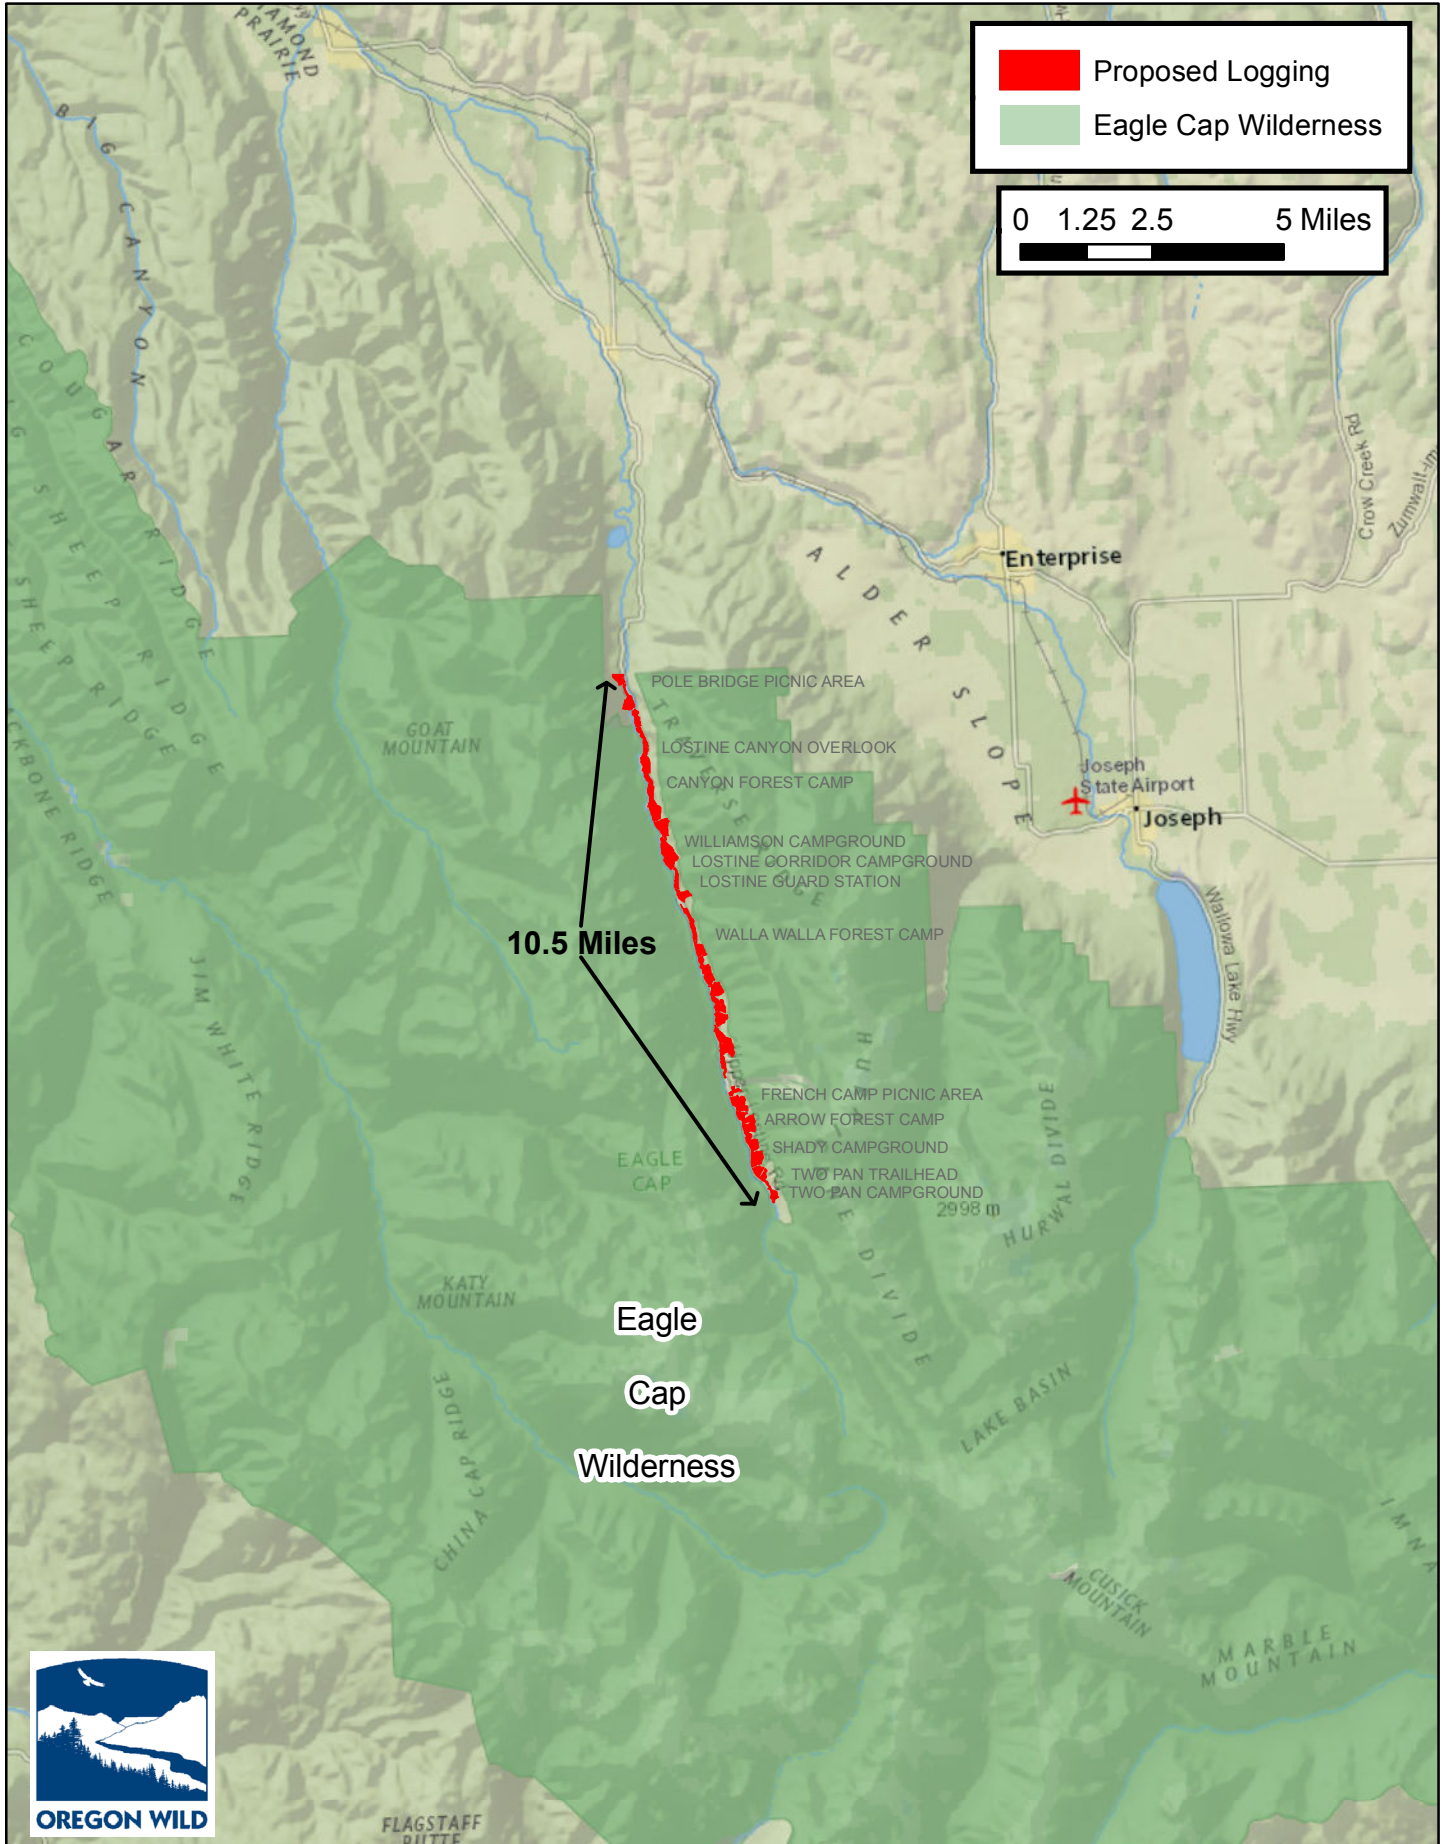 Proposed Logging
Eagle Cap Wilderness
0 1.25 2.5 5 Miles
DIAMOND
PRAIRIE
BIG CANYON
COUGAR RIDGE
SHEEP RIDGE
SHEEP RIDGE
Crow Creek Rd
Enterprise
ALDER SLOPE
POLE BRIDGE PICNIC AREA
TRAVERSE RIDGE
GOAT
MOUNTAIN
LOSTINE CANYON OVERLOOK
CANYON FOREST CAMP
Joseph
State Airport
Joseph
WILLIAMSON CAMPGROUND
LOSTINE CORRIDOR CAMPGROUND
LOSTINE GUARD STATION
WALLA WALLA FOREST CAMP
10.5 Miles
Wallowa Lake Hwy
JIM WHITE RIDGE
FRENCH CAMP PICNIC AREA
ARROW FOREST CAMP
SHADY CAMPGROUND
TWO PAN TRAILHEAD
TWO PAN CAMPGROUND
EAGLE
CAP
2998 m
HURWAL DIVIDE
DIVIDE
KATY
MOUNTAIN
Eagle
Cap
Wilderness
CHINA CAP RIDGE
LAKE BASIN
CUSICK
MOUNTAIN
MARBLE
MOUNTAIN
IMNA
OREGON WILD
FLAGSTAFF
BUTTE